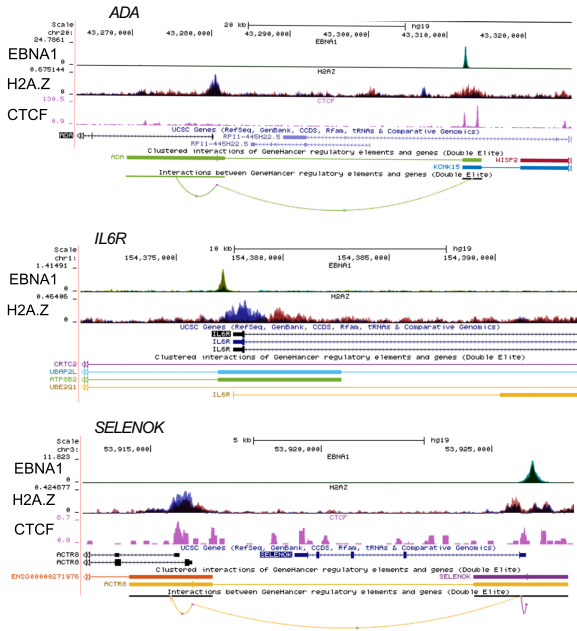 ADA
Scale 20 kb hg19
chr20: 43,270,000 43,280,000 43,290,000 43,300,000 43,310,000 43,320,000
24.7861 EBNA1
EBNA1
0
0.675144 H2AZ
H2A.Z
0
130.5 CTCF
CTCF
0.9
UCSC Genes (RefSeq, GenBank, CCDS, Rfam, tRNAs & Comparative Genomics)
ADA RP11-445H22.5
RP11-445H22.5
Clustered interactions of GeneHancer regulatory elements and genes (Double Elite)
ADA WISP2
KCNK15
Interactions between GeneHancer regulatory elements and genes (Double Elite)
IL6R
Scale 10 kb hg19
chr1: 154,375,000 154,380,000 154,385,000 154,390,000
1.41491 EBNA1
EBNA1
0
0.46406 H2AZ
H2A.Z
0
UCSC Genes (RefSeq, GenBank, CCDS, Rfam, tRNAs & Comparative Genomics)
IL6R
IL6R
IL6R
Clustered interactions of GeneHancer regulatory elements and genes (Double Elite)
CRTC2
UBAP2L
ATP8B2
UBE2Q1
IL6R
SELENOK
Scale 5 kb hg19
chr3: 53,915,000 53,920,000 53,925,000
11.823 EBNA1
EBNA1
0
0.424877 H2AZ
H2A.Z
0
CTCF
CTCF
0.9
UCSC Genes (RefSeq, GenBank, CCDS, Rfam, tRNAs & Comparative Genomics)
ACTR8 SELENOK
ACTR8
Clustered interactions of GeneHancer regulatory elements and genes (Double Elite)
ENSG00000271976 SELENOK
ACTR8
Interactions between GeneHancer regulatory elements and genes (Double Elite)